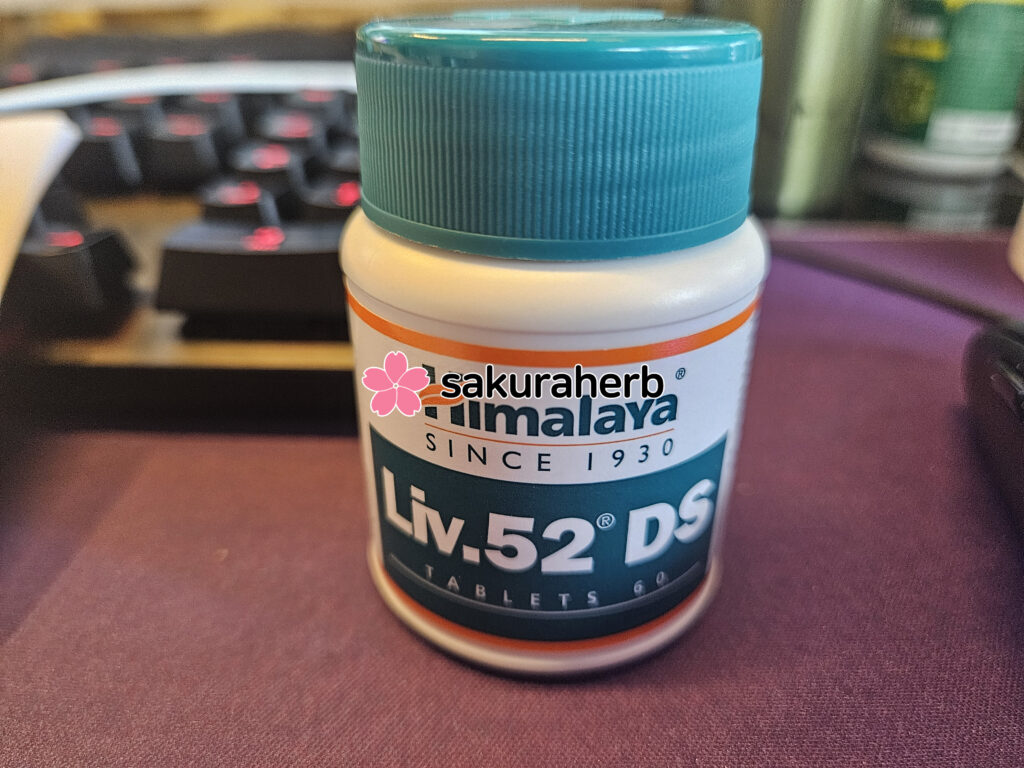 sakuraherb
Himalaya®
SINCE 1930
Liv.52® DS
TABLETS 60